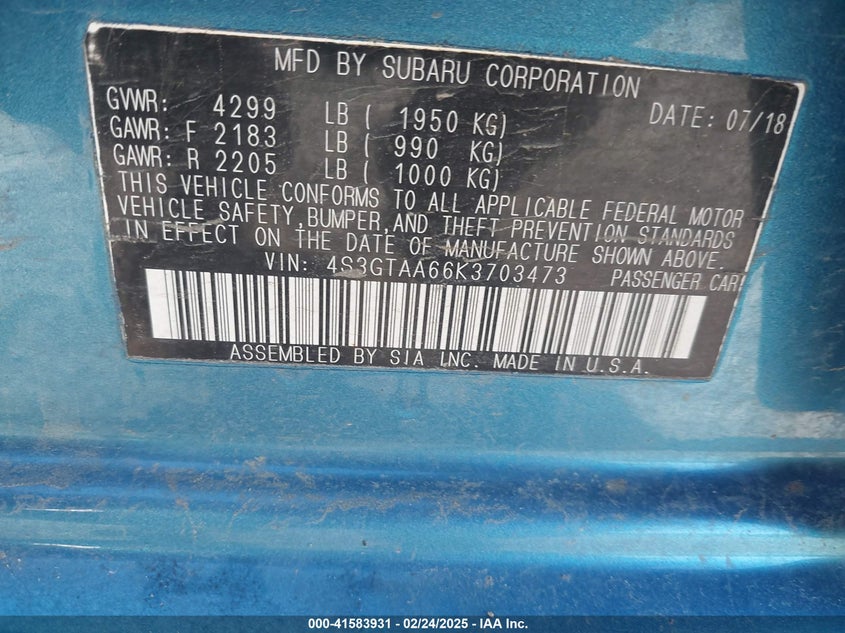 MFD BY SUBARU CORPORATION
GVWR: 4299 LB ( 1950 KG) DATE: 07/18
GAWR: F 2183 LB ( 990 KG)
GAWR: R 2205 LB ( 1000 KG)
THIS VEHICLE CONFORMS TO ALL APPLICABLE FEDERAL MOTOR
VEHICLE SAFETY, BUMPER, AND THEFT PREVENTION STANDARDS
IN EFFECT ON THE DATE OF MANUFACTURE SHOWN ABOVE.
VIN: 4S3GTAA66K3703473 PASSENGER CAR
ASSEMBLED BY SIA INC. MADE IN U.S.A.
000-41583931 - 02/24/2025 - IAA Inc.